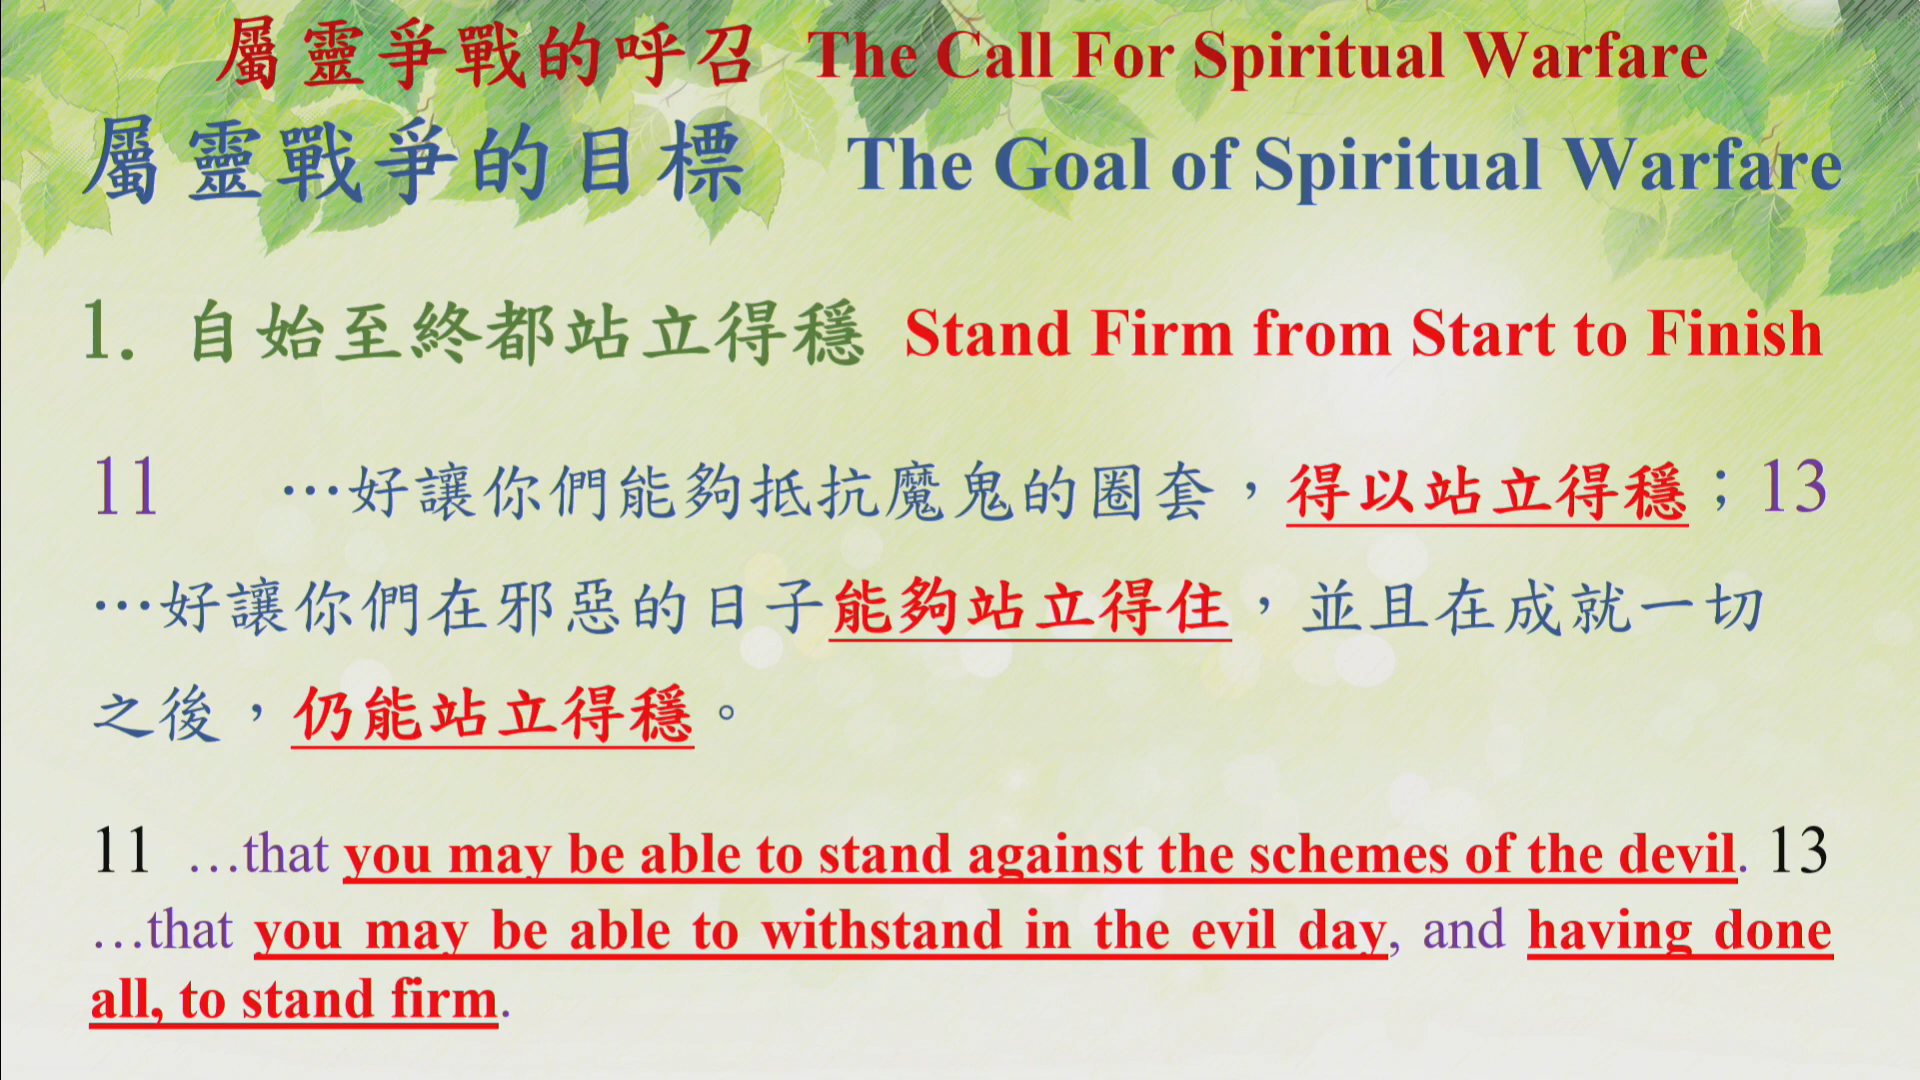 屬靈爭戰的呼召 The Call For Spiritual Warfare
屬靈戰爭的目標 The Goal of Spiritual Warfare
1. 自始至終都站立得穩 Stand Firm from Start to Finish
11 …好讓你們能夠抵抗魔鬼的圈套，得以站立得穩；13
…好讓你們在邪惡的日子能夠站立得住，並且在成就一切
之後，仍能站立得穩。
11 …that you may be able to stand against the schemes of the devil. 13
…that you may be able to withstand in the evil day, and having done
all, to stand firm.